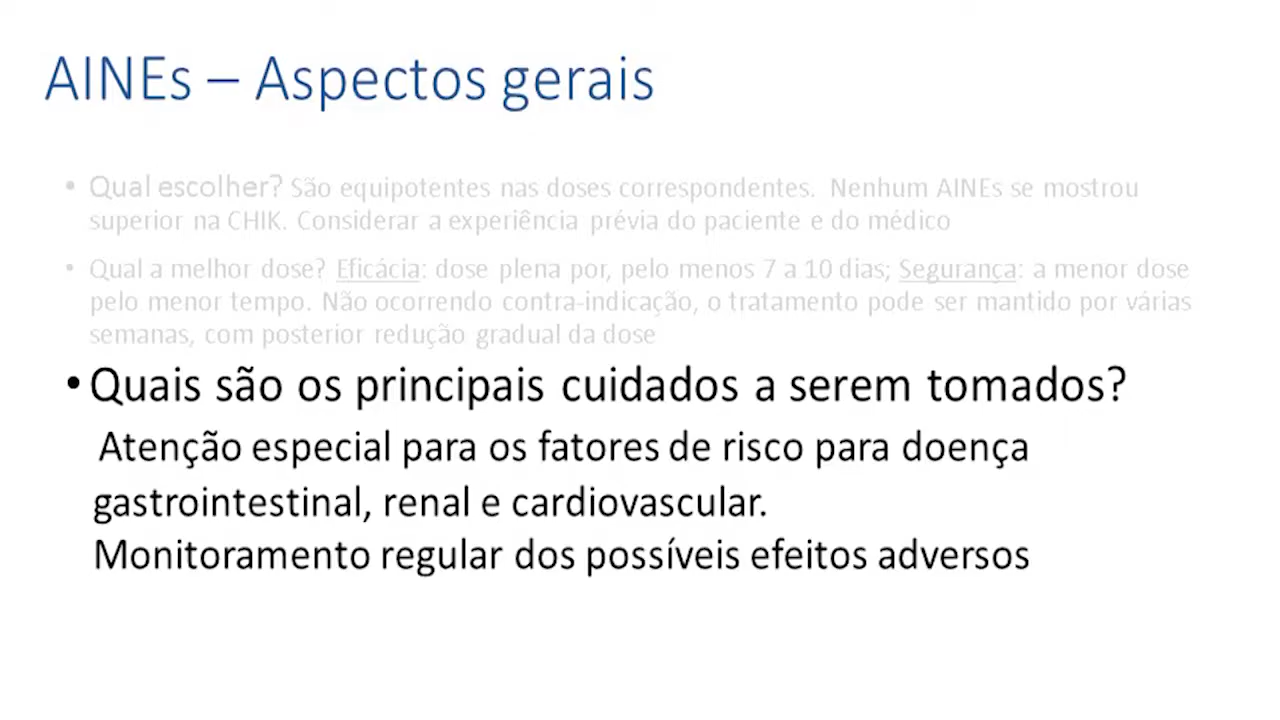 AINEs – Aspectos gerais
• Qual escolher? São equipotentes nas doses correspondentes. Nenhum AINEs se mostrou
superior na CHIK. Considerar a experiência prévia do paciente e do médico
• Qual a melhor dose? Eficácia: dose plena por, pelo menos 7 a 10 dias; Segurança: a menor dose
pelo menor tempo. Não ocorrendo contra-indicação, o tratamento pode ser mantido por várias
semanas, com posterior redução gradual da dose
• Quais são os principais cuidados a serem tomados?
Atenção especial para os fatores de risco para doença
gastrointestinal, renal e cardiovascular.
Monitoramento regular dos possíveis efeitos adversos